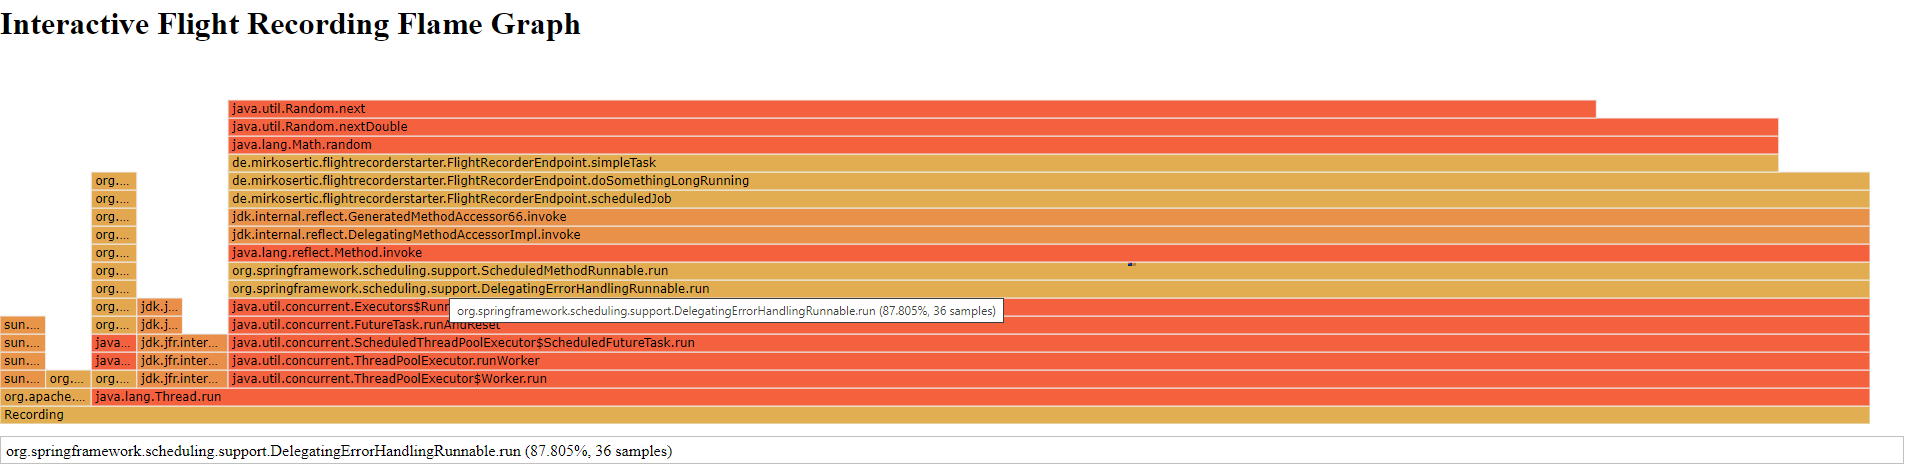 Interactive Flight Recording Flame Graph
java.util.Random.next
java.util.Random.nextDouble
java.lang.Math.random
de.mirkosertic.flightrecorderstarter.FlightRecorderEndpoint.simpleTask
org.... de.mirkosertic.flightrecorderstarter.FlightRecorderEndpoint.doSomethingLongRunning
org.... de.mirkosertic.flightrecorderstarter.FlightRecorderEndpoint.scheduledJob
org.... jdk.internal.reflect.GeneratedMethodAccessor66.invoke
org.... jdk.internal.reflect.DelegatingMethodAccessorImpl.invoke
org.... java.lang.reflect.Method.invoke
org.... org.springframework.scheduling.support.ScheduledMethodRunnable.run
org.... org.springframework.scheduling.support.DelegatingErrorHandlingRunnable.run
org.... jdk.j... java.util.concurrent.Executors$Runn
org.springframework.scheduling.support.DelegatingErrorHandlingRunnable.run (87.805%, 36 samples)
sun.... org.... jdk.j... java.util.concurrent.FutureTask.runAndReset
sun.... java... jdk.jfr.inter... java.util.concurrent.ScheduledThreadPoolExecutor$ScheduledFutureTask.run
sun.... java... jdk.jfr.inter... java.util.concurrent.ThreadPoolExecutor.runWorker
sun.... org.... org.... jdk.jfr.inter... java.util.concurrent.ThreadPoolExecutor$Worker.run
org.apache.... java.lang.Thread.run
Recording
org.springframework.scheduling.support.DelegatingErrorHandlingRunnable.run (87.805%, 36 samples)